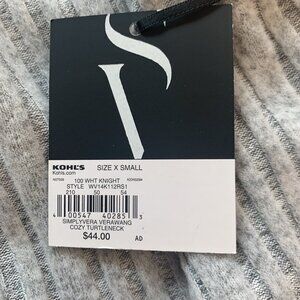 KOHL'S SIZE X SMALL
Kohls.com
100 WHT KNIGHT
STYLE WV14K112RS1
210 50 54
4 00547 40285 3
SIMPLYVERA VERAWANG
COZY TURTLENECK
$44.00 AD